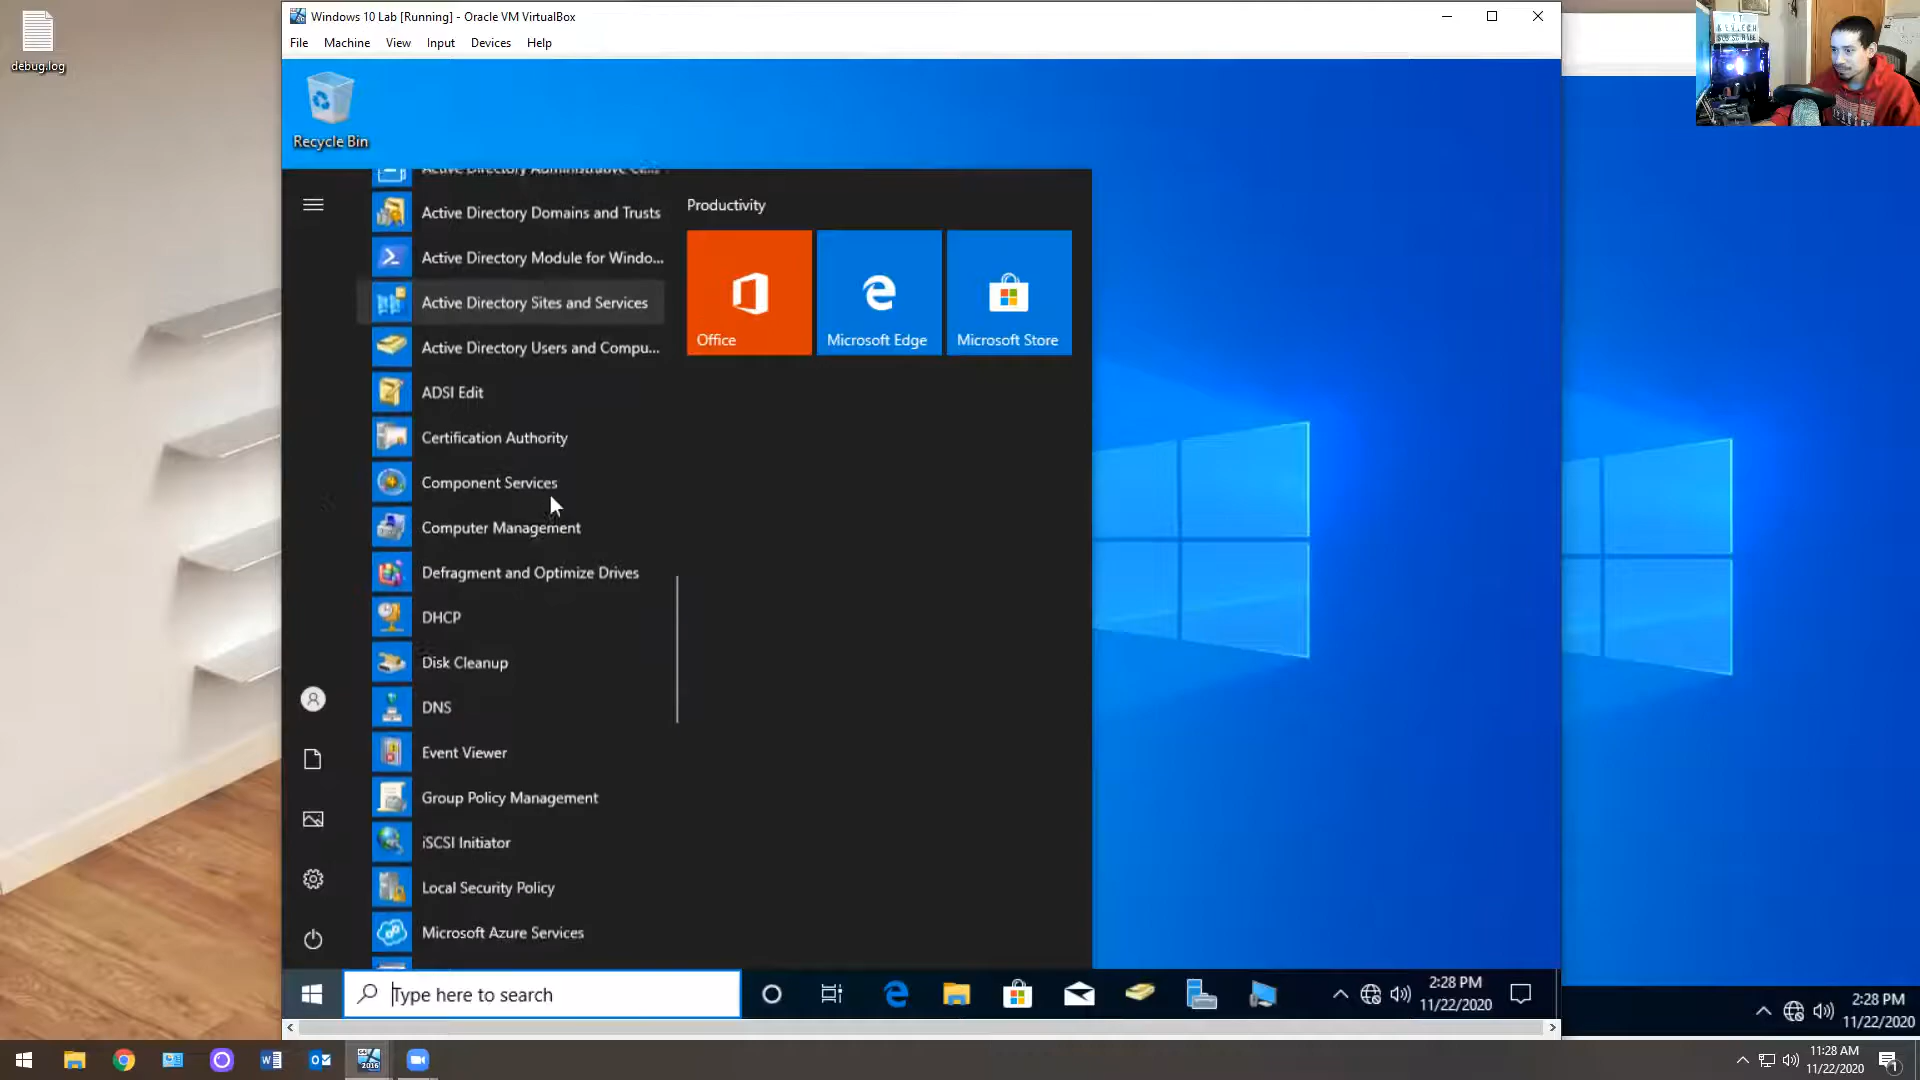 debug.log
Windows 10 Lab [Running] - Oracle VM VirtualBox
File Machine View Input Devices Help
Recycle Bin
Active Directory Administrative Ce...
Active Directory Domains and Trusts
Active Directory Module for Windo...
Active Directory Sites and Services
Active Directory Users and Compu...
ADSI Edit
Certification Authority
Component Services
Computer Management
Defragment and Optimize Drives
DHCP
Disk Cleanup
DNS
Event Viewer
Group Policy Management
iSCSI Initiator
Local Security Policy
Microsoft Azure Services
Productivity
Office
Microsoft Edge
Microsoft Store
Type here to search
2:28 PM
11/22/2020
2:28 PM
11/22/2020
11:28 AM
11/22/2020